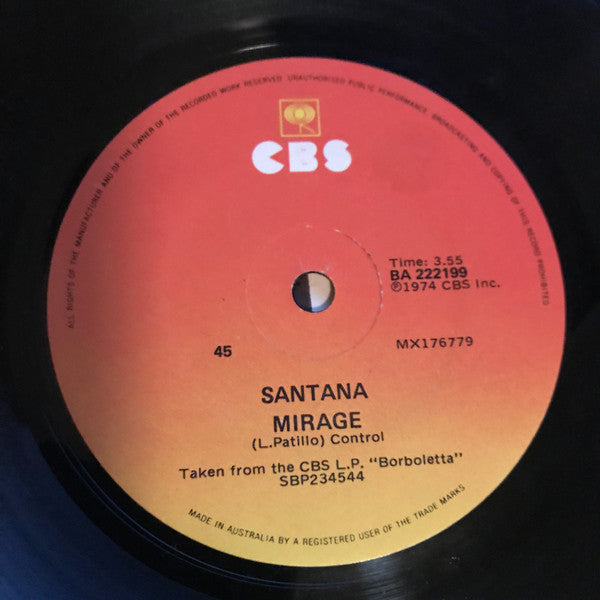 ALL RIGHTS OF THE MANUFACTURER AND OF THE OWNER OF THE RECORDED WORK RESERVED. UNAUTHORISED PUBLIC PERFORMANCE, BROADCASTING AND COPYING OF THIS RECORD PROHIBITED
CBS
Time: 3.55
BA 222199
℗1974 CBS Inc.
45
MX176779
SANTANA
MIRAGE
(L.Patillo) Control
Taken from the CBS L.P. "Borboletta"
SBP234544
MADE IN AUSTRALIA BY A REGISTERED USER OF THE TRADE MARKS